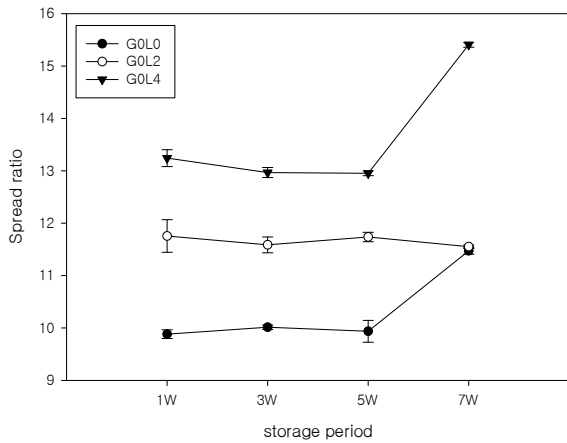 16
15
14
13
12
11
10
9
Spread ratio
G0L0
G0L2
G0L4
1W 3W 5W 7W
storage period